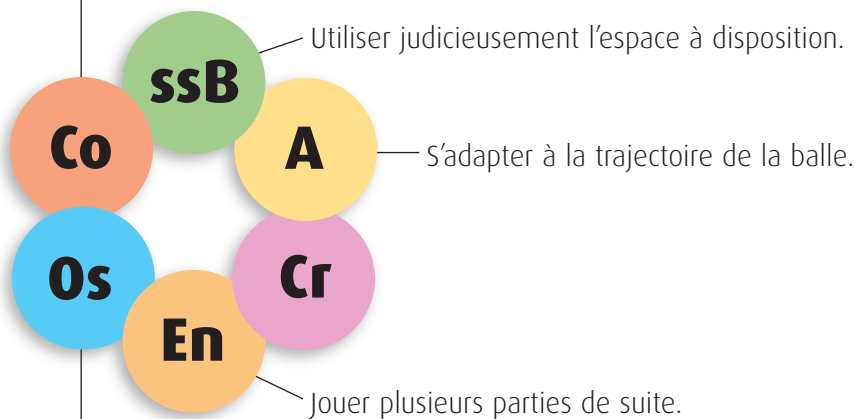 ssB
Utiliser judicieusement l’espace à disposition.
Co
A
S’adapter à la trajectoire de la balle.
Os
Cr
En
Jouer plusieurs parties de suite.